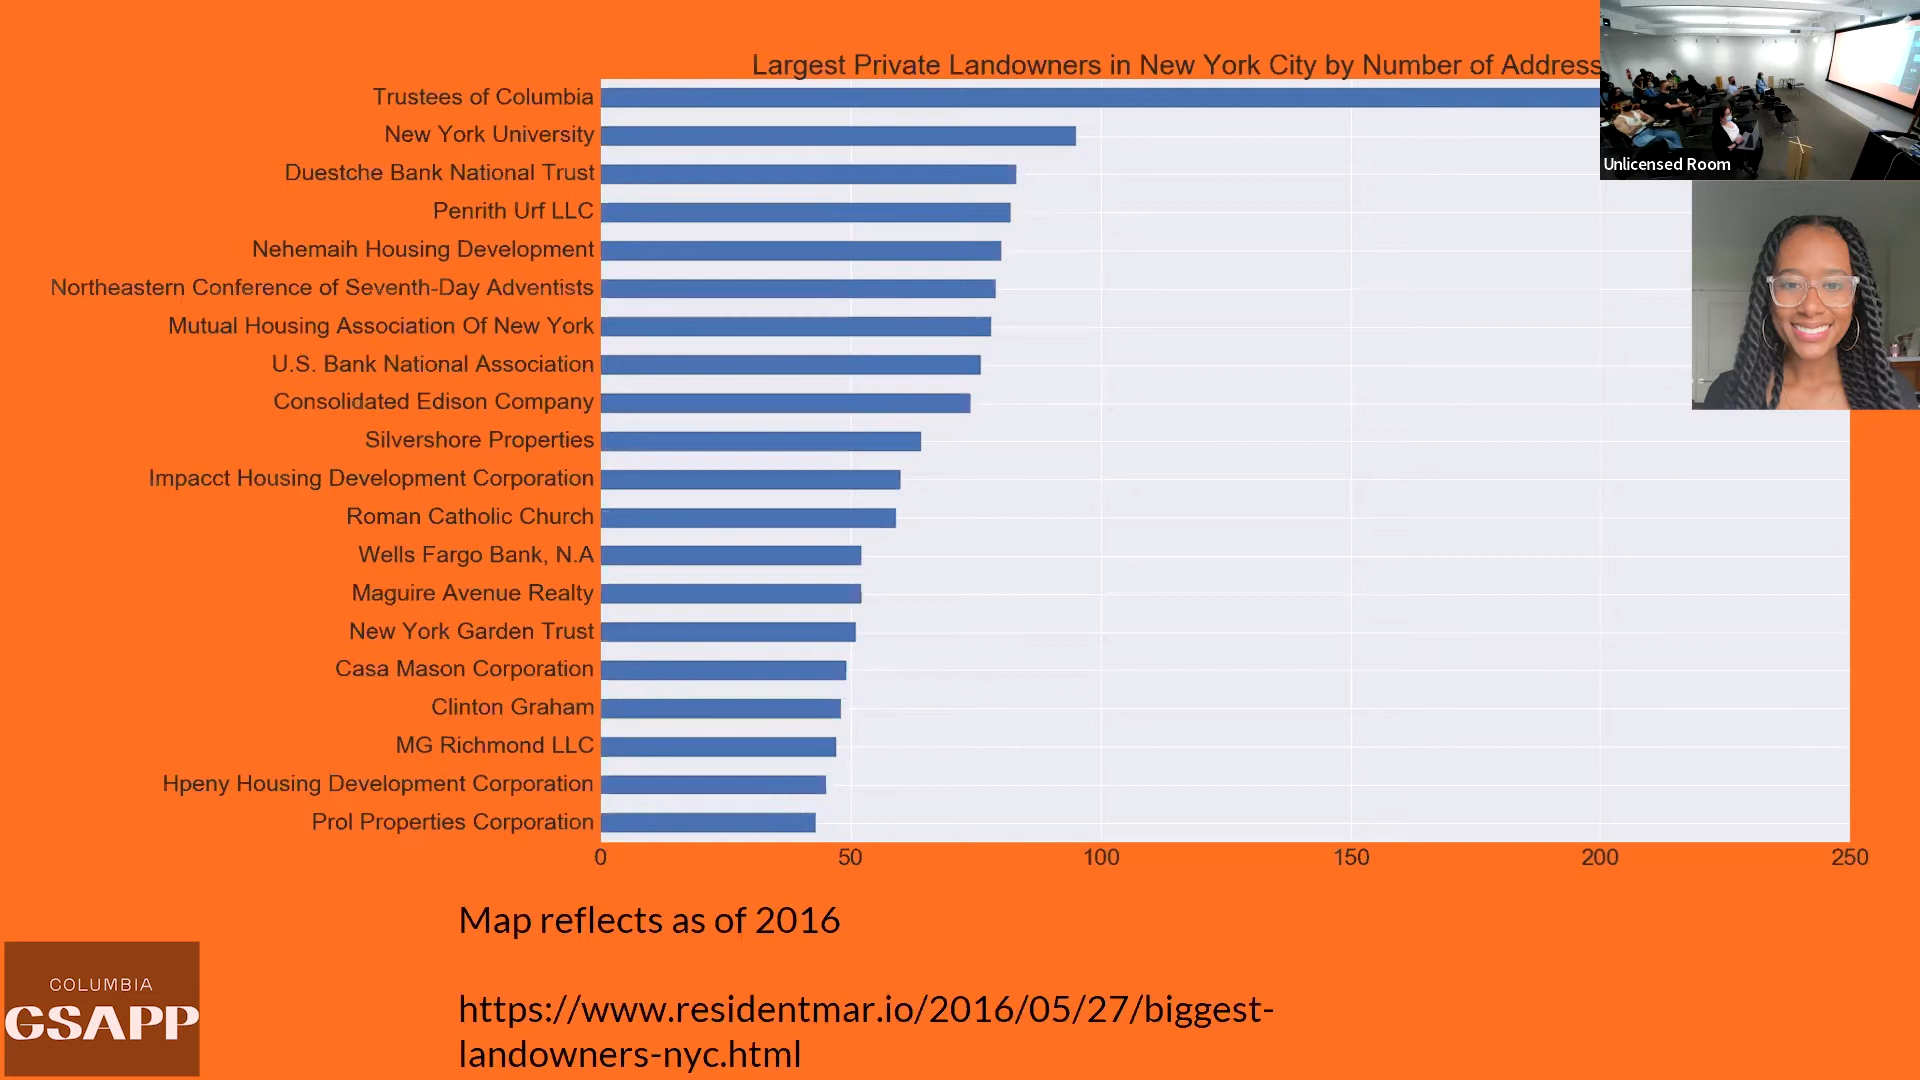 Largest Private Landowners in New York City by Number of Address
Trustees of Columbia
New York University
Duestche Bank National Trust
Penrith Urf LLC
Nehemaih Housing Development
Northeastern Conference of Seventh-Day Adventists
Mutual Housing Association Of New York
U.S. Bank National Association
Consolidated Edison Company
Silvershore Properties
Impacct Housing Development Corporation
Roman Catholic Church
Wells Fargo Bank, N.A
Maguire Avenue Realty
New York Garden Trust
Casa Mason Corporation
Clinton Graham
MG Richmond LLC
Hpeny Housing Development Corporation
Prol Properties Corporation
0 50 100 150 200 250
Unlicensed Room
Map reflects as of 2016
https://www.residentmar.io/2016/05/27/biggest-
landowners-nyc.html
COLUMBIA
GSAPP